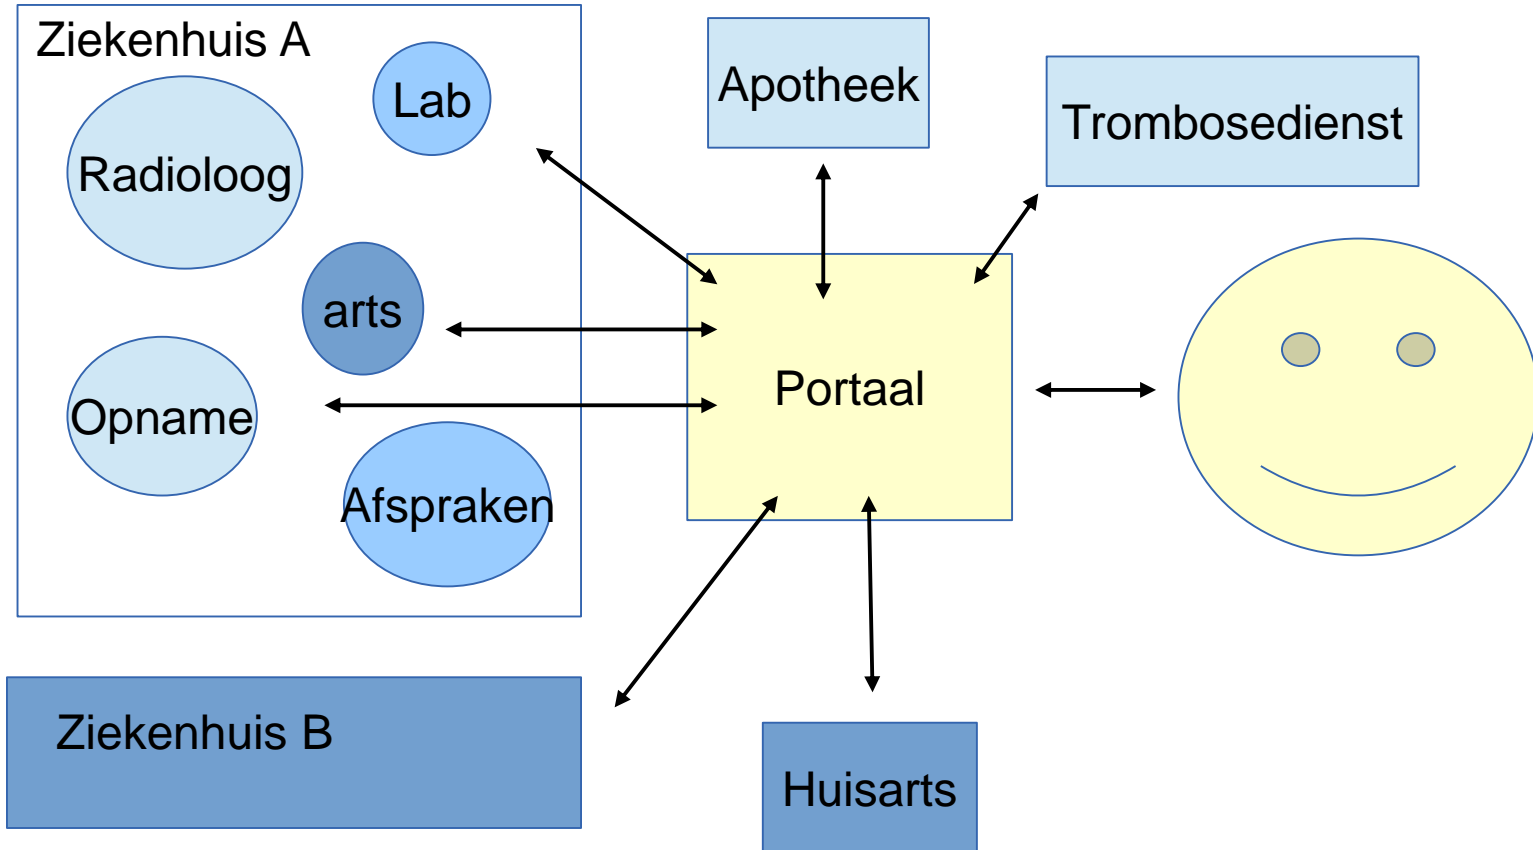 Ziekenhuis A
Lab
Radioloog
arts
Opname
Afspraken
Apotheek
Trombosedienst
Portaal
Ziekenhuis B
Huisarts